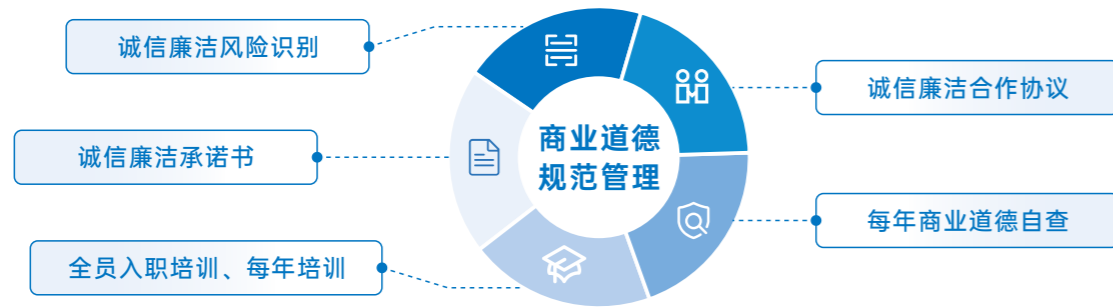 诚信廉洁风险识别
诚信廉洁合作协议
商业道德
规范管理
诚信廉洁承诺书
每年商业道德自查
全员入职培训、每年培训